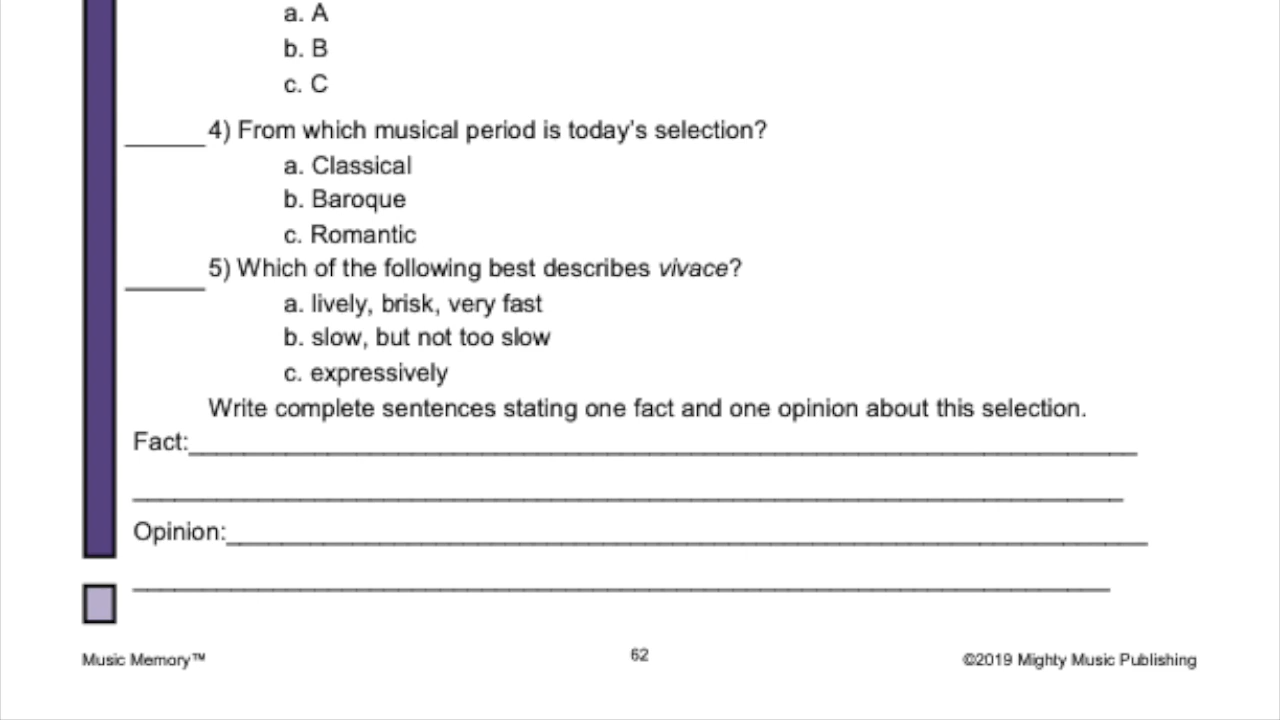 a. A
b. B
c. C
_____4) From which musical period is today's selection?
a. Classical
b. Baroque
c. Romantic
_____5) Which of the following best describes vivace?
a. lively, brisk, very fast
b. slow, but not too slow
c. expressively
Write complete sentences stating one fact and one opinion about this selection.
Fact:
Opinion:
Music Memory™
62
©2019 Mighty Music Publishing